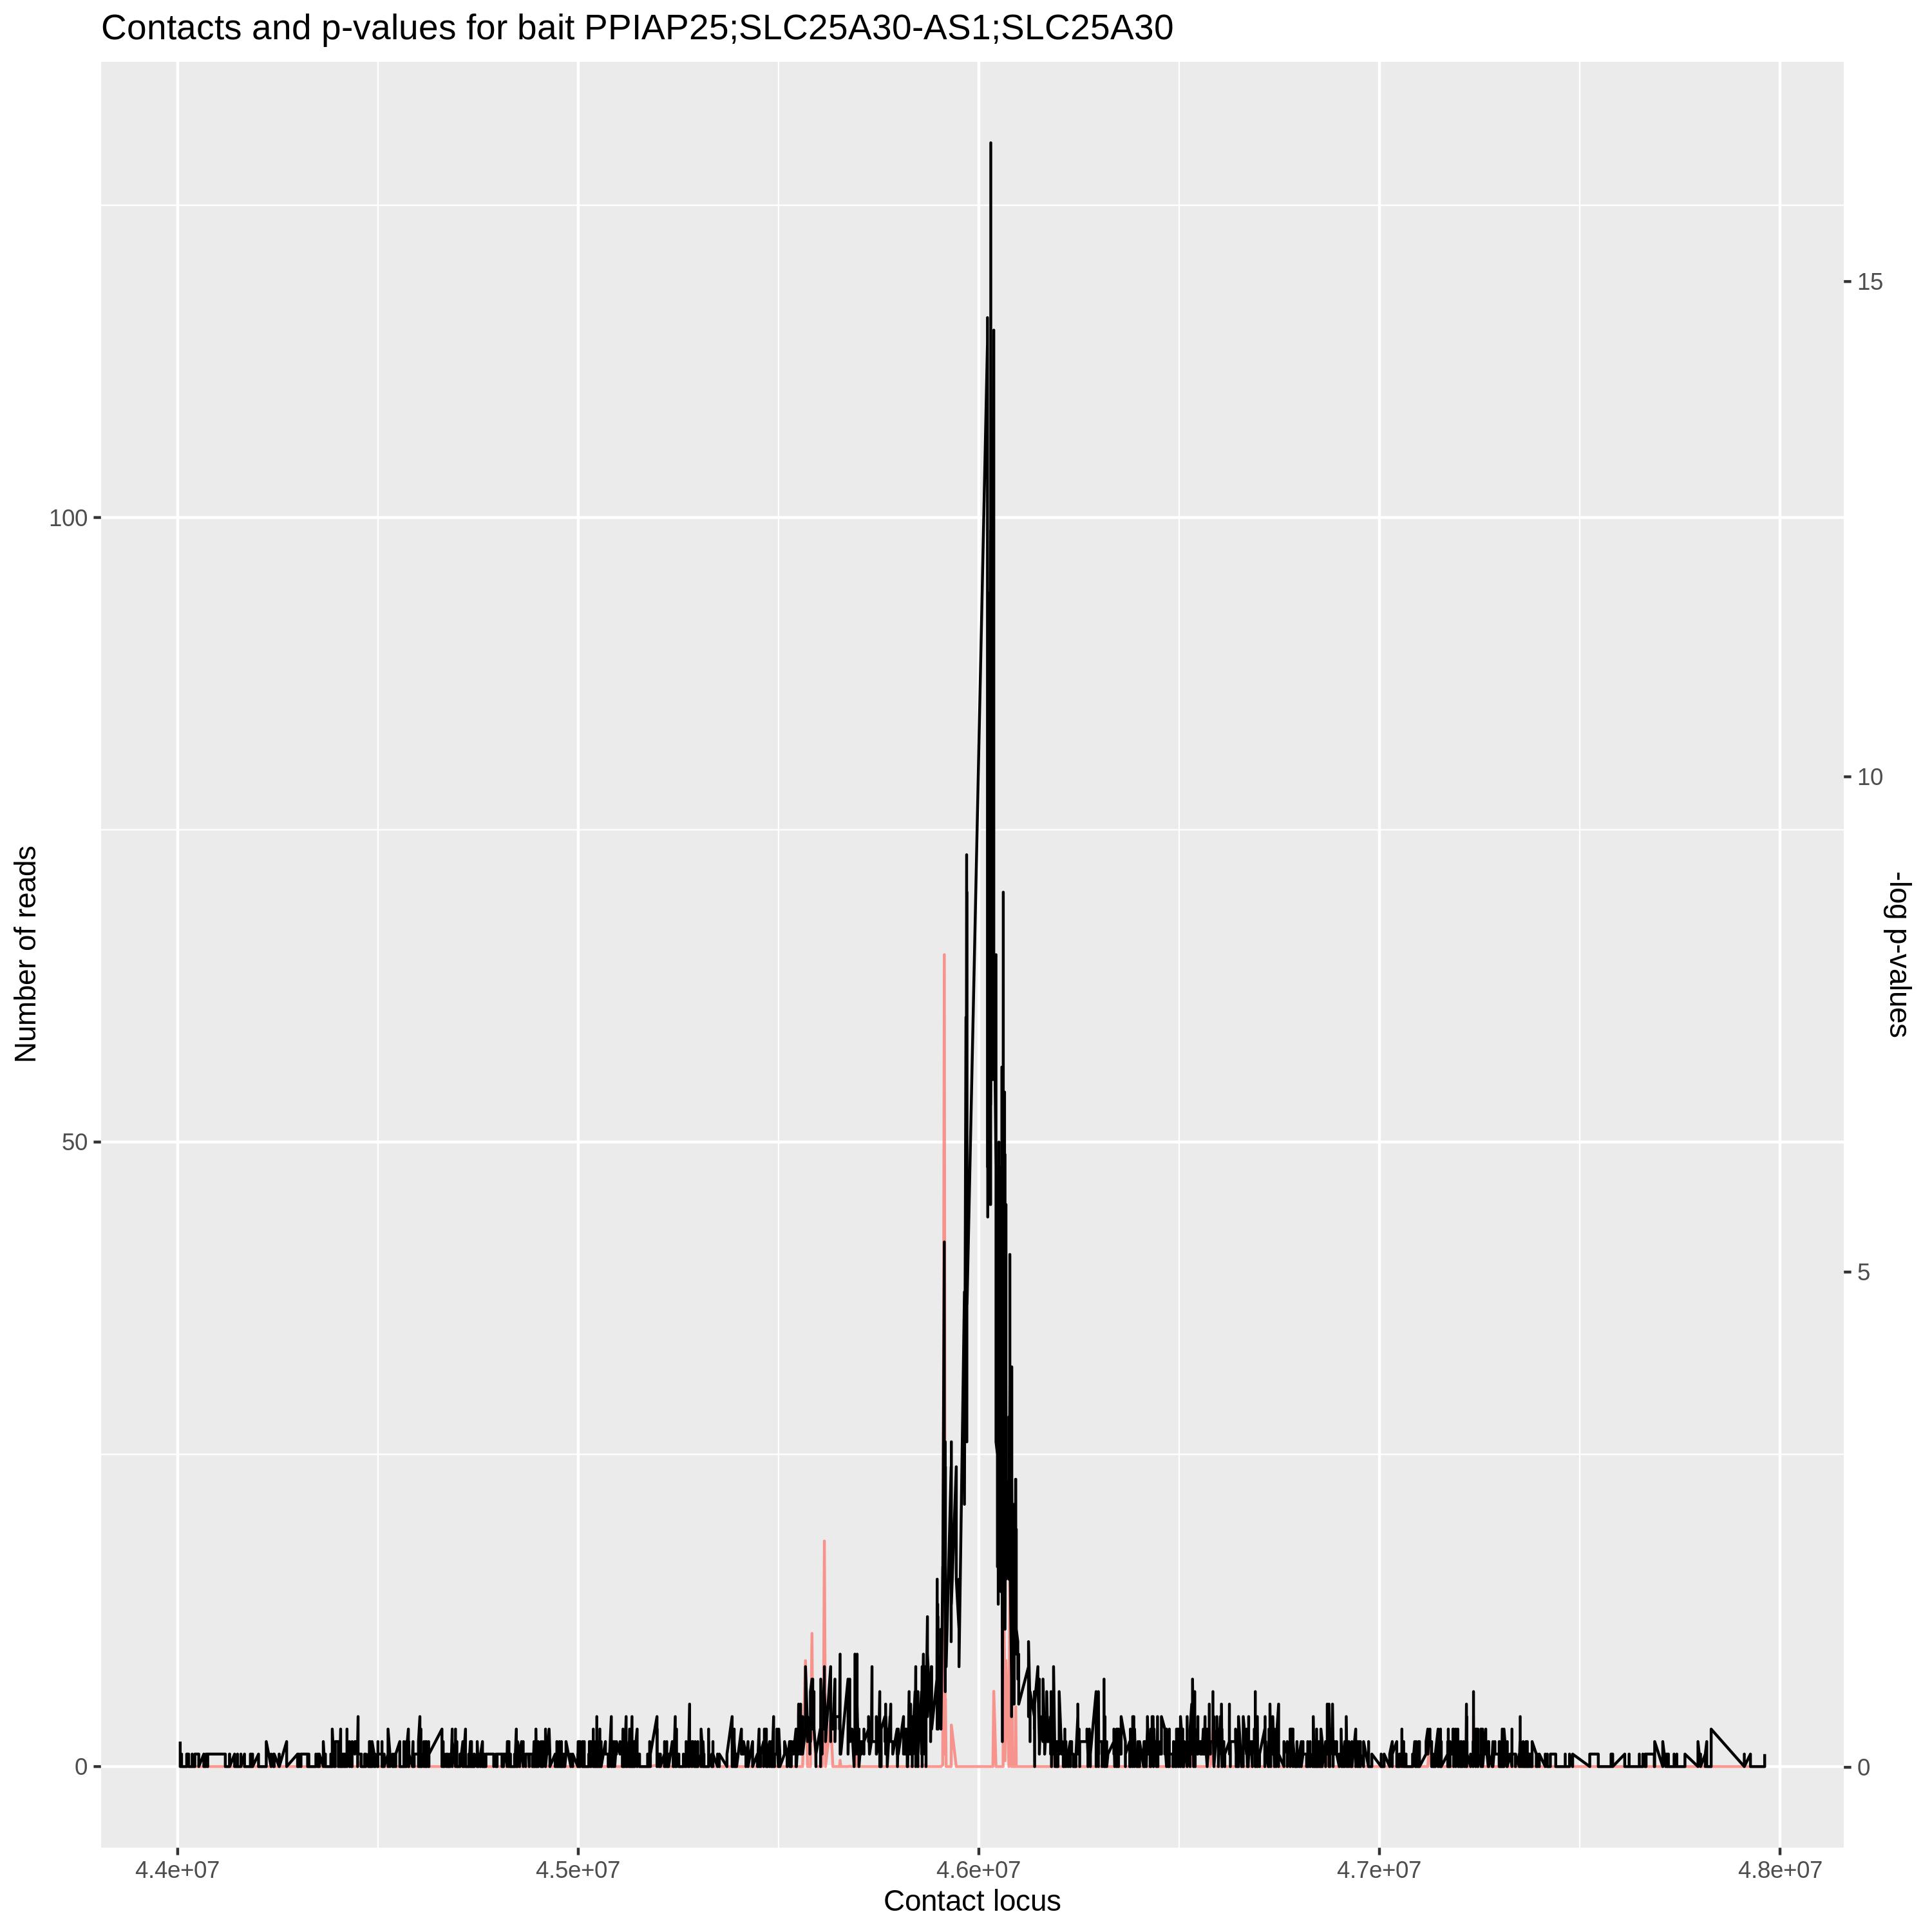 Contacts and p-values for bait PPIAP25;SLC25A30-AS1;SLC25A30
Number of reads
100
50
0
15
10
5
0
-log p-values
4.4e+07 4.5e+07 4.6e+07 4.7e+07 4.8e+07
Contact locus